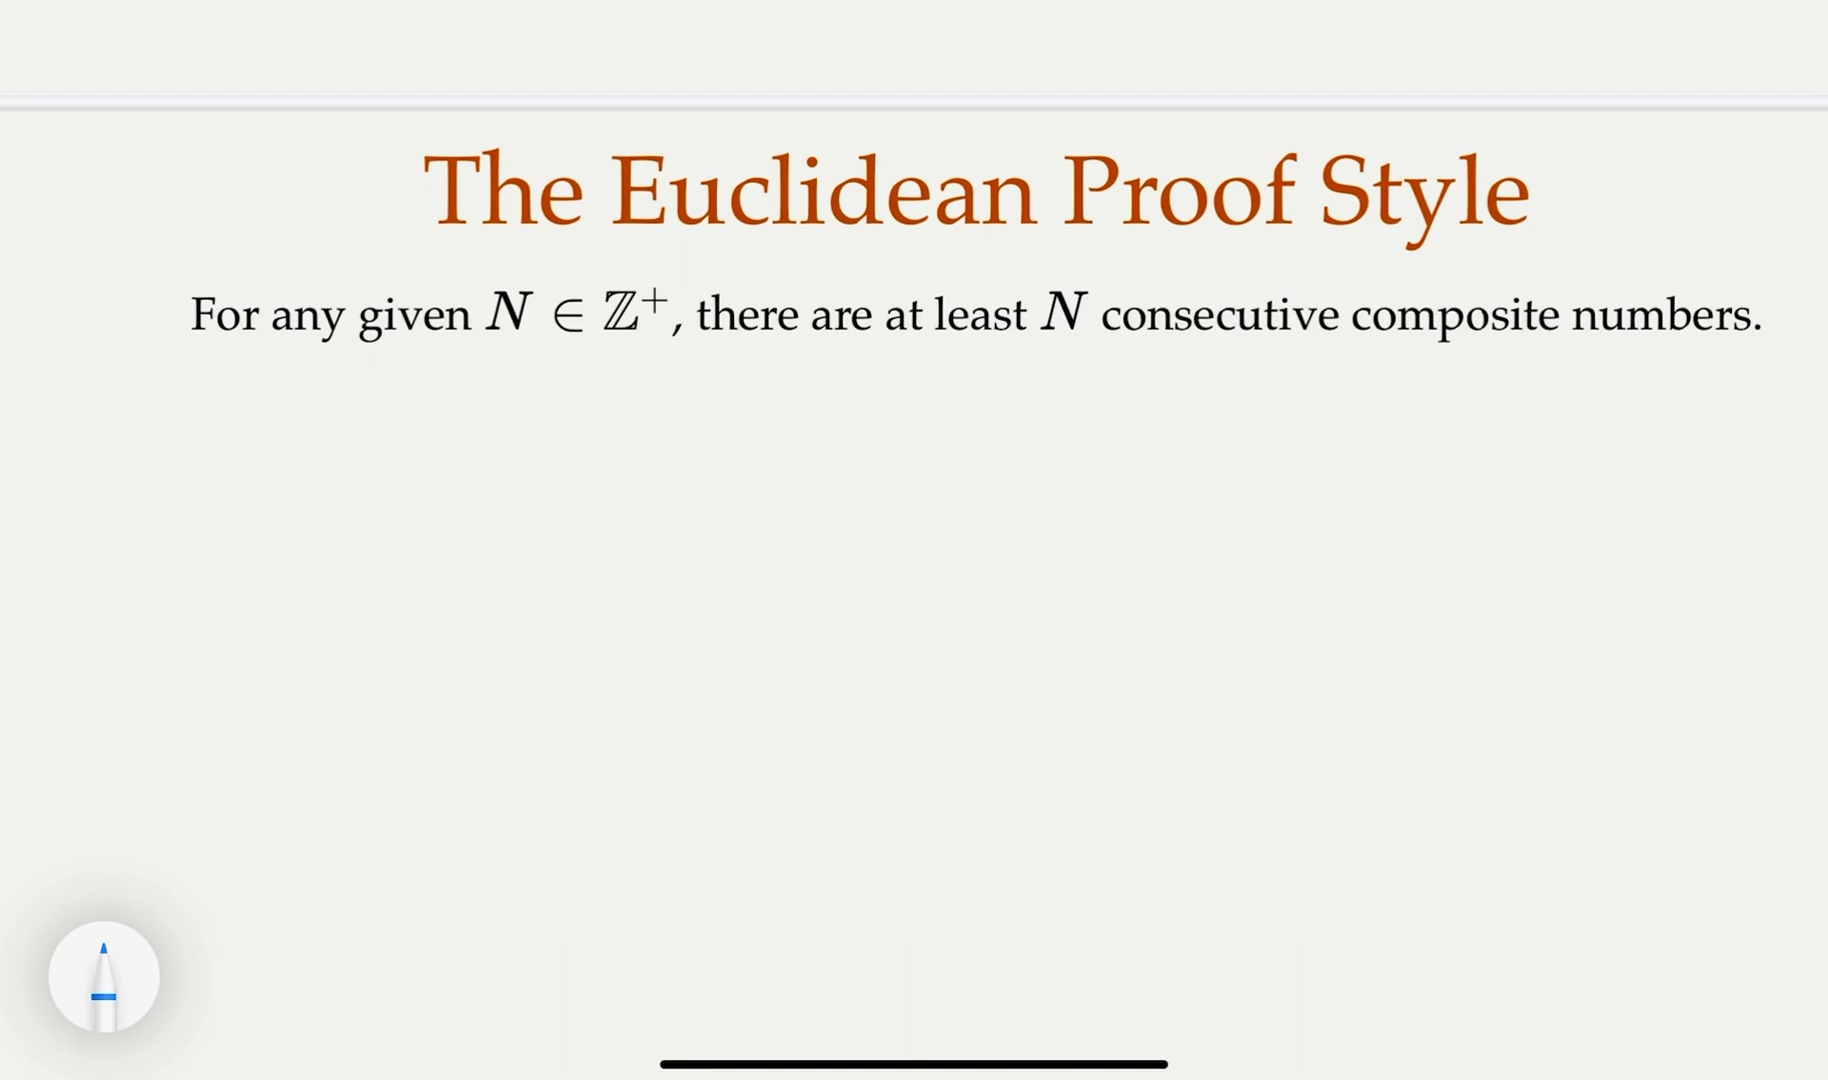 The Euclidean Proof Style
For any given N ∈ ℤ⁺, there are at least N consecutive composite numbers.